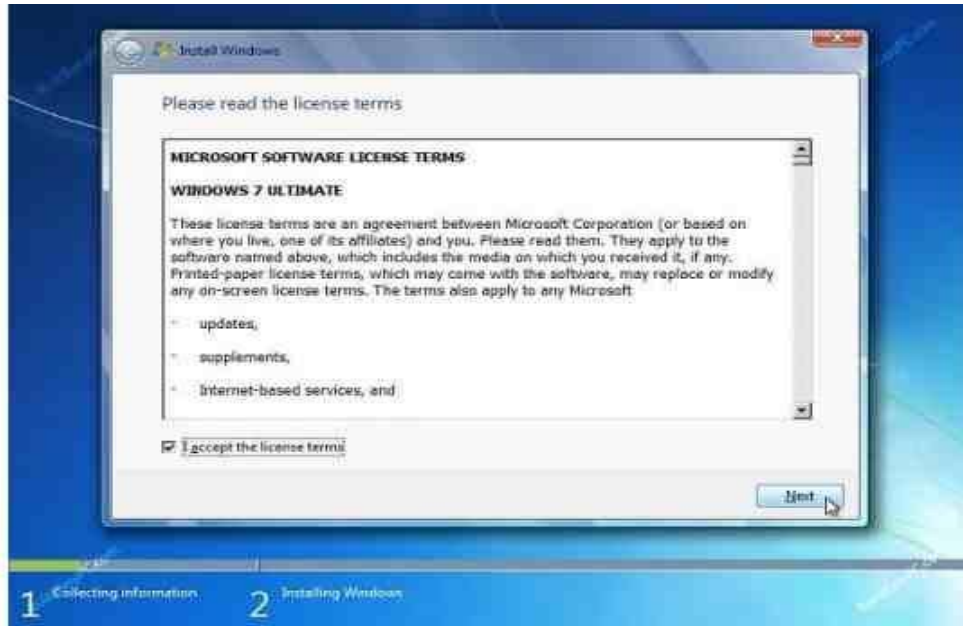 Install Windows
Please read the license terms
MICROSOFT SOFTWARE LICENSE TERMS
WINDOWS 7 ULTIMATE
These license terms are an agreement between Microsoft Corporation (or based on
where you live, one of its affiliates) and you. Please read them. They apply to the
software named above, which includes the media on which you received it, if any.
Printed-paper license terms, which may come with the software, may replace or modify
any on-screen license terms. The terms also apply to any Microsoft
- updates,
- supplements,
- Internet-based services, and
I accept the license terms
Next
1 Collecting information 2 Installing Windows